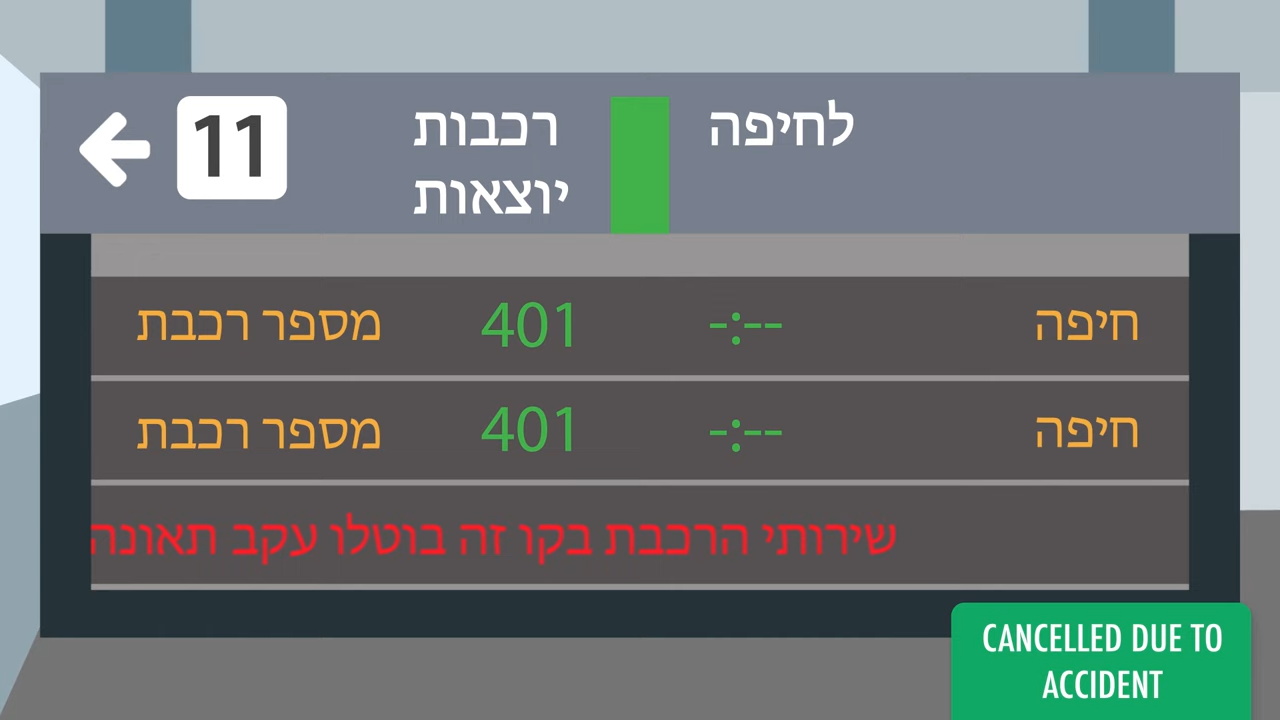 11
רכבות
יוצאות
לחיפה
חיפה --:- 401 מספר רכבת
חיפה --:- 401 מספר רכבת
שירותי הרכבת בקו זה בוטלו עקב תאונה
CANCELLED DUE TO
ACCIDENT